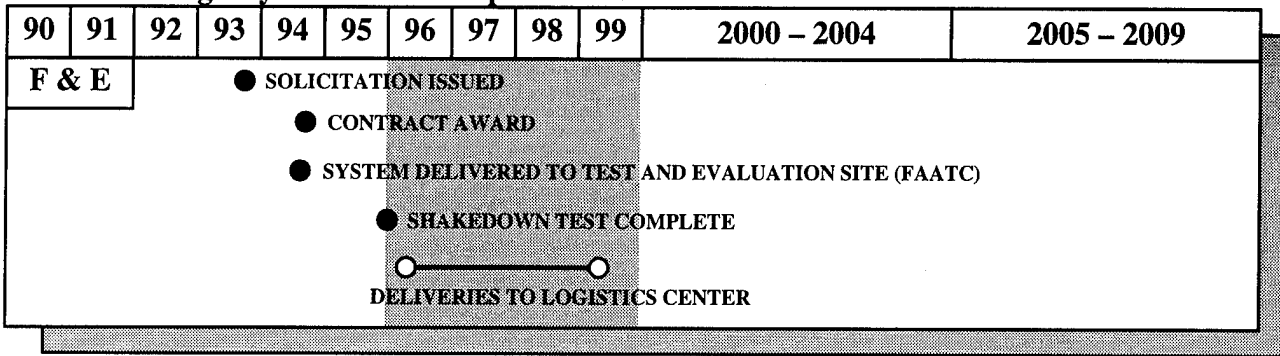 90 91 92 93 94 95 96 97 98 99 2000 – 2004 2005 – 2009
F & E
SOLICITATION ISSUED
CONTRACT AWARD
SYSTEM DELIVERED TO TEST AND EVALUATION SITE (FAATC)
SHAKEDOWN TEST COMPLETE
DELIVERIES TO LOGISTICS CENTER